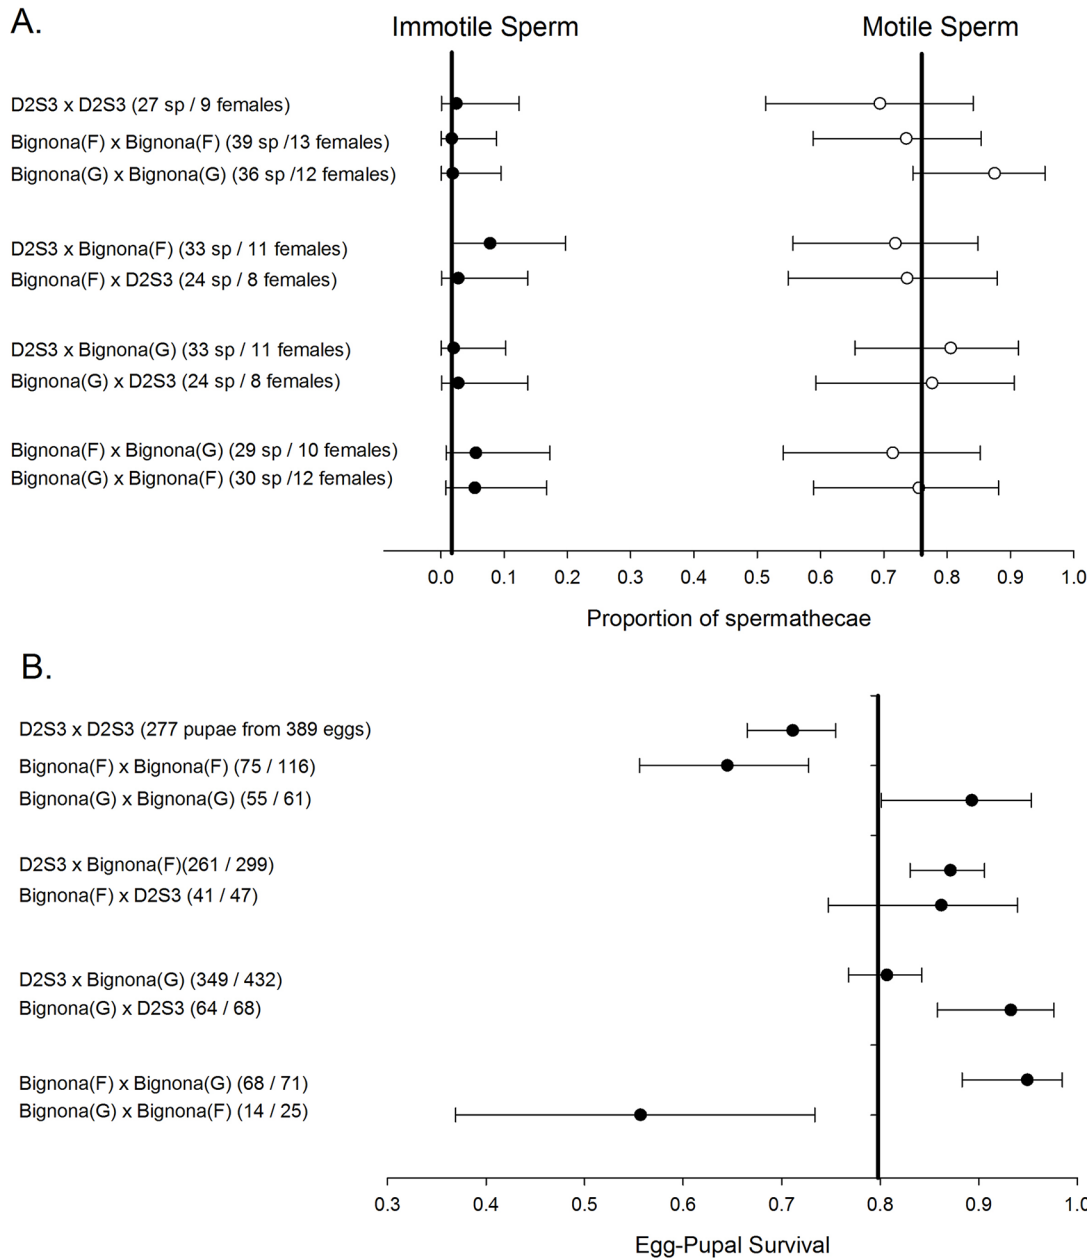 A.
Immotile Sperm Motile Sperm
D2S3 x D2S3 (27 sp / 9 females)
Bignona(F) x Bignona(F) (39 sp /13 females)
Bignona(G) x Bignona(G) (36 sp /12 females)
D2S3 x Bignona(F) (33 sp / 11 females)
Bignona(F) x D2S3 (24 sp / 8 females)
D2S3 x Bignona(G) (33 sp / 11 females)
Bignona(G) x D2S3 (24 sp / 8 females)
Bignona(F) x Bignona(G) (29 sp / 10 females)
Bignona(G) x Bignona(F) (30 sp /12 females)
0.0 0.1 0.2 0.3 0.4 0.5 0.6 0.7 0.8 0.9 1.0
Proportion of spermathecae
B.
D2S3 x D2S3 (277 pupae from 389 eggs)
Bignona(F) x Bignona(F) (75 / 116)
Bignona(G) x Bignona(G) (55 / 61)
D2S3 x Bignona(F)(261 / 299)
Bignona(F) x D2S3 (41 / 47)
D2S3 x Bignona(G) (349 / 432)
Bignona(G) x D2S3 (64 / 68)
Bignona(F) x Bignona(G) (68 / 71)
Bignona(G) x Bignona(F) (14 / 25)
0.3 0.4 0.5 0.6 0.7 0.8 0.9 1.0
Egg-Pupal Survival